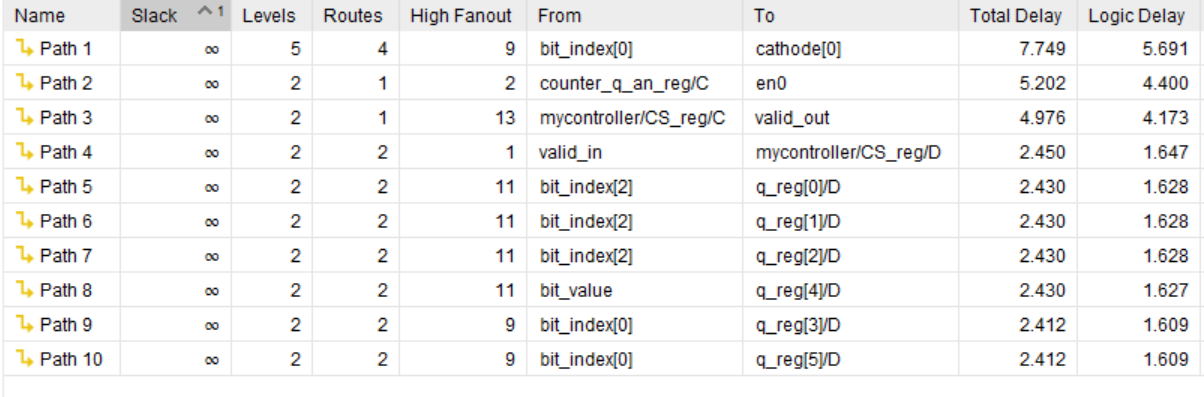 Name Slack 1 Levels Routes High Fanout From To Total Delay Logic Delay
Path 1 ∞ 5 4 9 bit_index[0] cathode[0] 7.749 5.691
Path 2 ∞ 2 1 2 counter_q_an_reg/C en0 5.202 4.400
Path 3 ∞ 2 1 13 mycontroller/CS_reg/C valid_out 4.976 4.173
Path 4 ∞ 2 2 1 valid_in mycontroller/CS_reg/D 2.450 1.647
Path 5 ∞ 2 2 11 bit_index[2] q_reg[0]/D 2.430 1.628
Path 6 ∞ 2 2 11 bit_index[2] q_reg[1]/D 2.430 1.628
Path 7 ∞ 2 2 11 bit_index[2] q_reg[2]/D 2.430 1.628
Path 8 ∞ 2 2 11 bit_value q_reg[4]/D 2.430 1.627
Path 9 ∞ 2 2 9 bit_index[0] q_reg[3]/D 2.412 1.609
Path 10 ∞ 2 2 9 bit_index[0] q_reg[5]/D 2.412 1.609